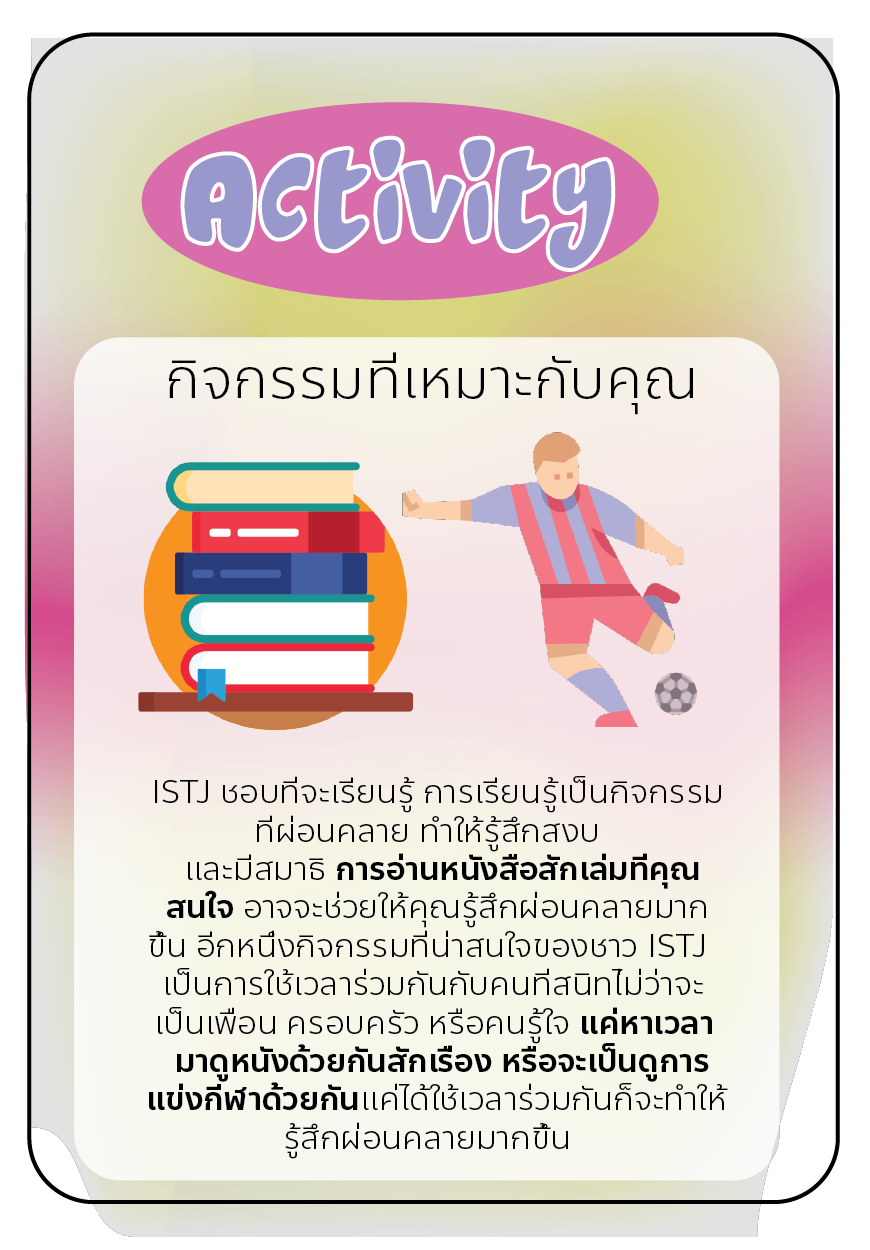 Activity
กิจกรรมที่เหมาะกับคุณ
ISTJ ชอบที่จะเรียนรู้ การเรียนรู้เป็นกิจกรรม
ที่ผ่อนคลาย ทำให้รู้สึกสงบ
และมีสมาธิ การอ่านหนังสือสักเล่มที่คุณ
สนใจ อาจจะช่วยให้คุณรู้สึกผ่อนคลายมาก
ขึ้น อีกหนึ่งกิจกรรมที่น่าสนใจของชาว ISTJ
เป็นการใช้เวลาร่วมกันกับคนที่สนิทไม่ว่าจะ
เป็นเพื่อน ครอบครัว หรือคนรู้ใจ แค่หาเวลา
มาดูหนังด้วยกันสักเรื่อง หรือจะเป็นดูการ
แข่งกีฬาด้วยกันแค่ได้ใช้เวลาร่วมกันก็จะทำให้
รู้สึกผ่อนคลายมากขึ้น